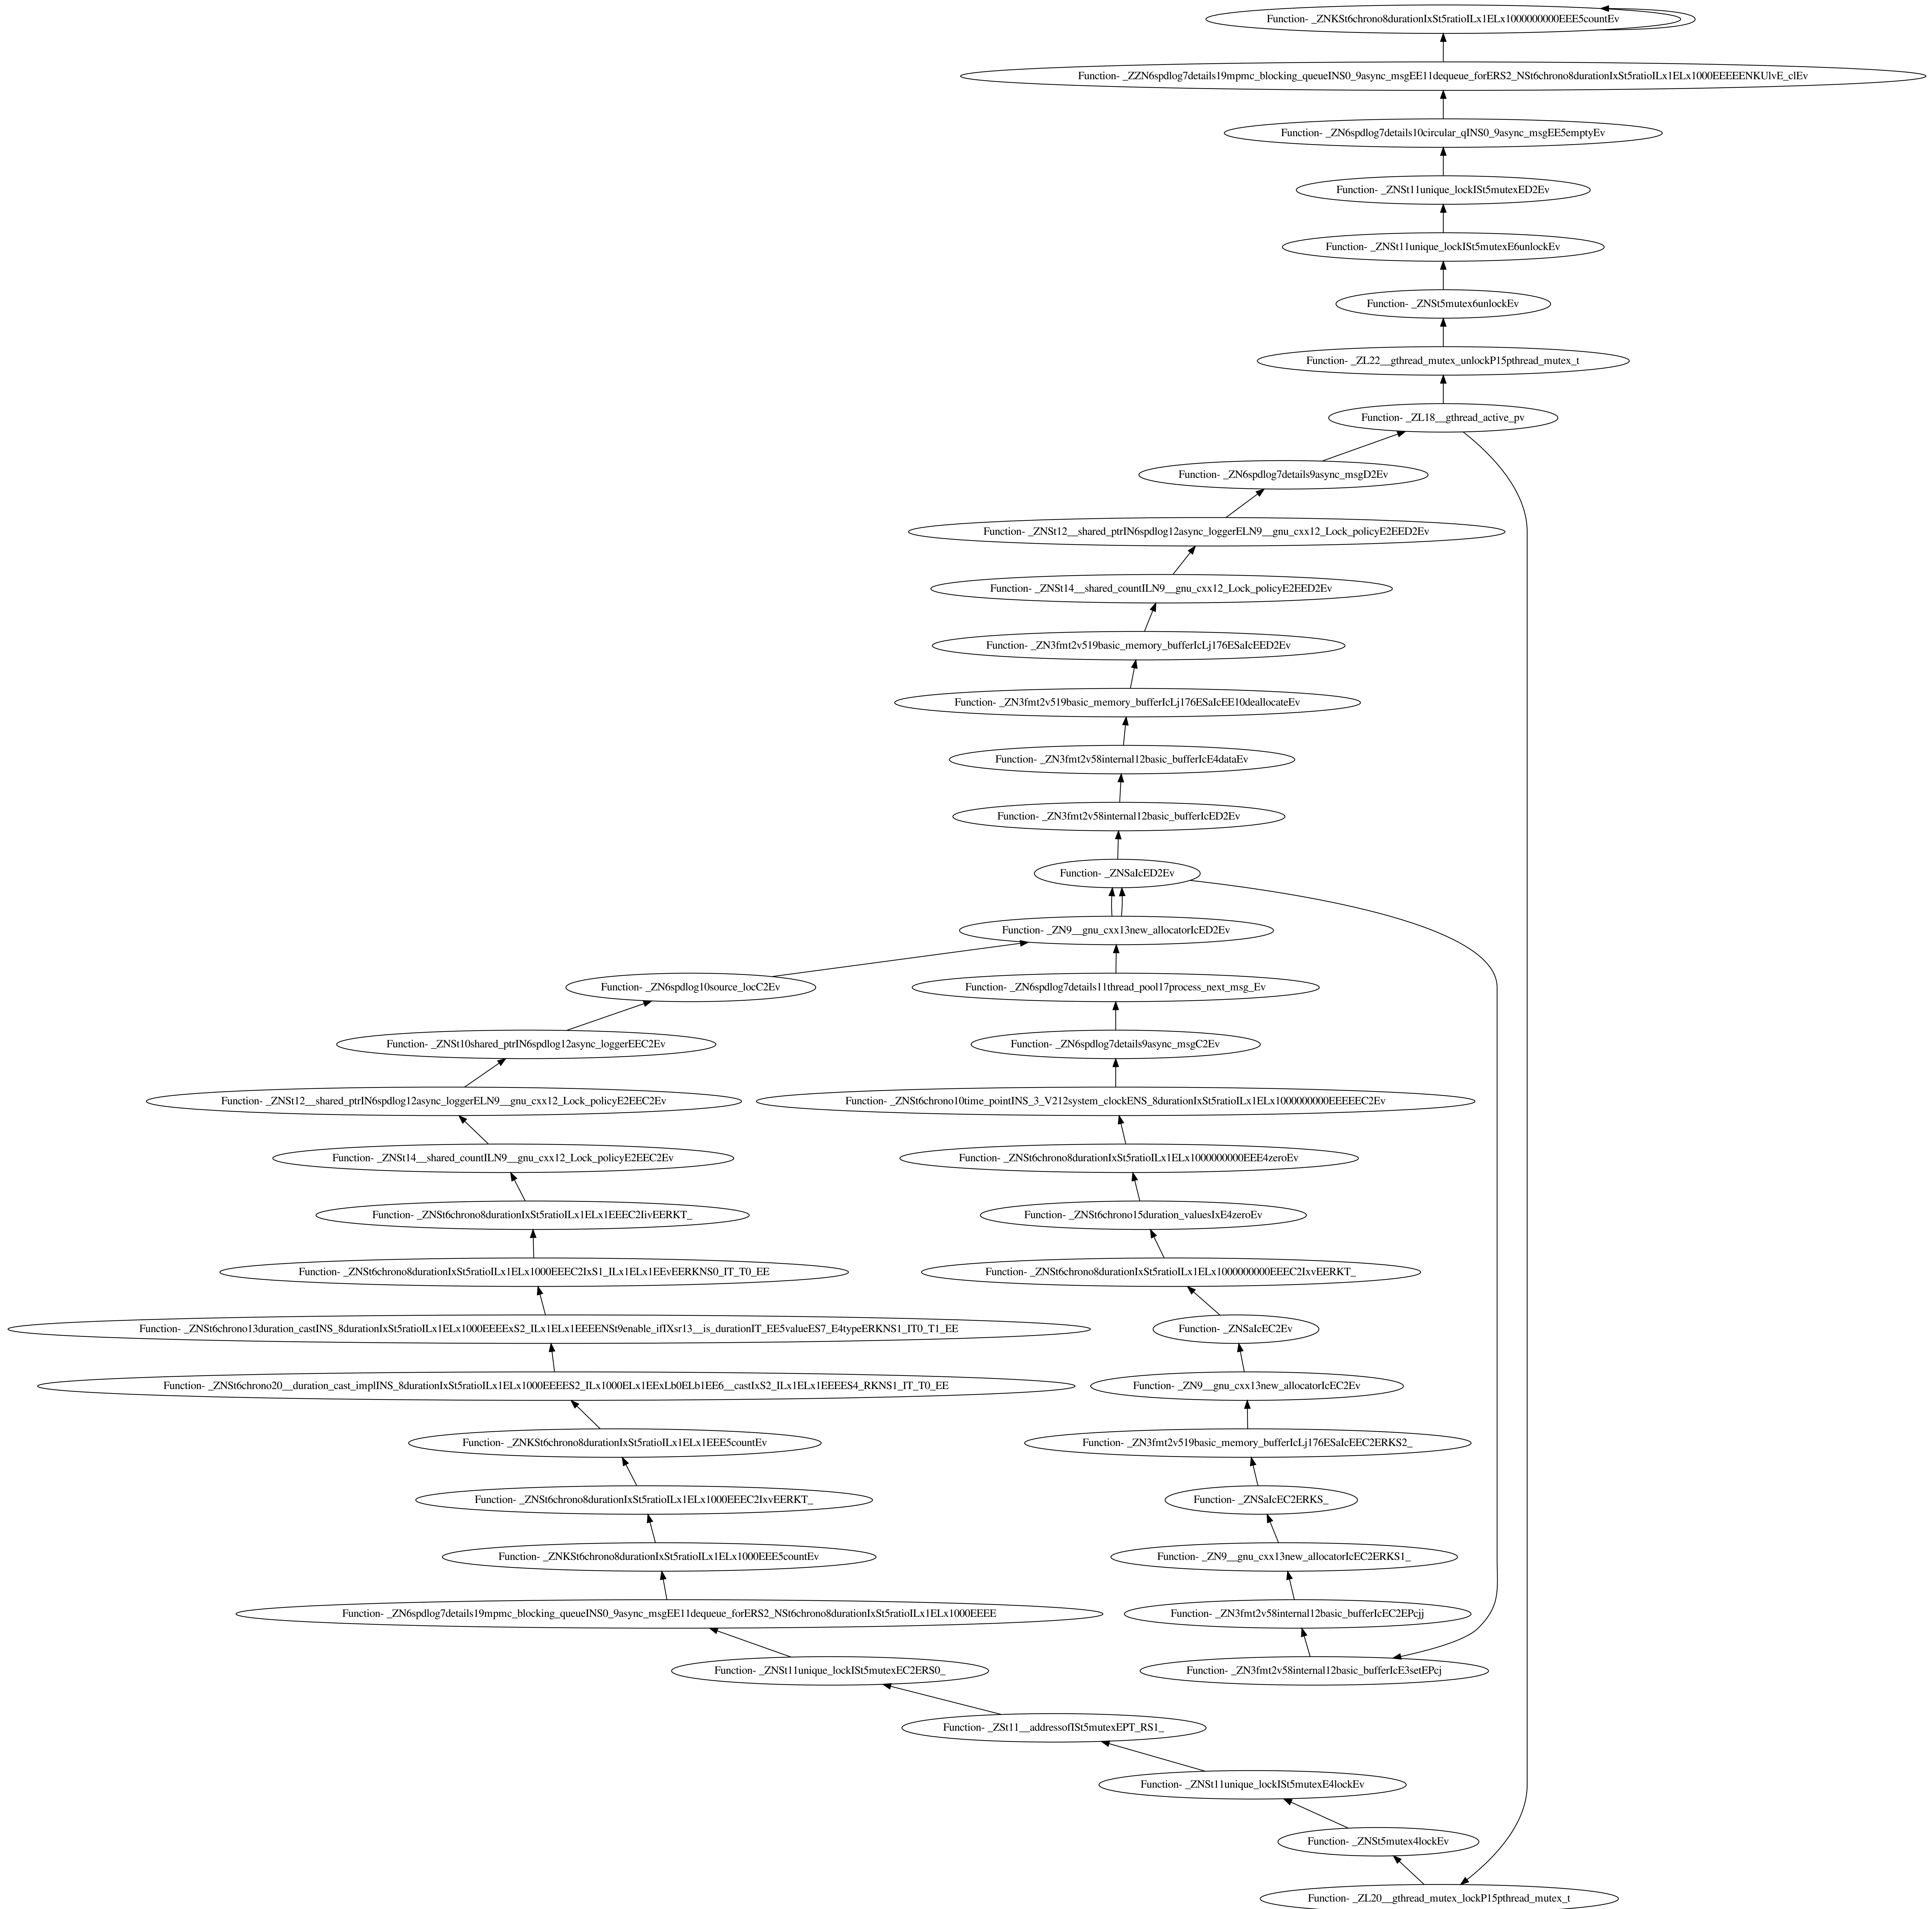 Function- _ZNKSt6chrono8durationIxSt5ratioILx1ELx1000000000EEE5countEv
Function- _ZZN6spdlog7details19mpmc_blocking_queueINS0_9async_msgEE11dequeue_forERS2_NSt6chrono8durationIxSt5ratioILx1ELx1000EEEEENKUlvE_clEv
Function- _ZN6spdlog7details10circular_qINS0_9async_msgEE5emptyEv
Function- _ZNSt11unique_lockISt5mutexED2Ev
Function- _ZNSt11unique_lockISt5mutexE6unlockEv
Function- _ZNSt5mutex6unlockEv
Function- _ZL22__gthread_mutex_unlockP15pthread_mutex_t
Function- _ZL18__gthread_active_pv
Function- _ZN6spdlog7details9async_msgD2Ev
Function- _ZNSt12__shared_ptrIN6spdlog12async_loggerELN9__gnu_cxx12_Lock_policyE2EED2Ev
Function- _ZNSt14__shared_countILN9__gnu_cxx12_Lock_policyE2EED2Ev
Function- _ZN3fmt2v519basic_memory_bufferIcLj176ESaIcEED2Ev
Function- _ZN3fmt2v519basic_memory_bufferIcLj176ESaIcEE10deallocateEv
Function- _ZN3fmt2v58internal12basic_bufferIcE4dataEv
Function- _ZN3fmt2v58internal12basic_bufferIcED2Ev
Function- _ZNSaIcED2Ev
Function- _ZN9__gnu_cxx13new_allocatorIcED2Ev
Function- _ZN6spdlog10source_locC2Ev
Function- _ZN6spdlog7details11thread_pool17process_next_msg_Ev
Function- _ZNSt10shared_ptrIN6spdlog12async_loggerEEC2Ev
Function- _ZN6spdlog7details9async_msgC2Ev
Function- _ZNSt12__shared_ptrIN6spdlog12async_loggerELN9__gnu_cxx12_Lock_policyE2EEC2Ev
Function- _ZNSt6chrono10time_pointINS_3_V212system_clockENS_8durationIxSt5ratioILx1ELx1000000000EEEEEC2Ev
Function- _ZNSt14__shared_countILN9__gnu_cxx12_Lock_policyE2EEC2Ev
Function- _ZNSt6chrono8durationIxSt5ratioILx1ELx1000000000EEE4zeroEv
Function- _ZNSt6chrono8durationIxSt5ratioILx1ELx1EEEC2IivEERKT_
Function- _ZNSt6chrono15duration_valuesIxE4zeroEv
Function- _ZNSt6chrono8durationIxSt5ratioILx1ELx1000EEEC2IxS1_ILx1ELx1EEvEERKNS0_IT_T0_EE
Function- _ZNSt6chrono8durationIxSt5ratioILx1ELx1000000000EEEC2IxvEERKT_
Function- _ZNSt6chrono13duration_castINS_8durationIxSt5ratioILx1ELx1000EEEExS2_ILx1ELx1EEEENSt9enable_ifIXsr13__is_durationIT_EE5valueES7_E4typeERKNS1_IT0_T1_EE
Function- _ZNSaIcEC2Ev
Function- _ZNSt6chrono20__duration_cast_implINS_8durationIxSt5ratioILx1ELx1000EEEES2_ILx1000ELx1EExLb0ELb1EE6__castIxS2_ILx1ELx1EEEES4_RKNS1_IT_T0_EE
Function- _ZN9__gnu_cxx13new_allocatorIcEC2Ev
Function- _ZNKSt6chrono8durationIxSt5ratioILx1ELx1EEE5countEv
Function- _ZN3fmt2v519basic_memory_bufferIcLj176ESaIcEEC2ERKS2_
Function- _ZNSt6chrono8durationIxSt5ratioILx1ELx1000EEEC2IxvEERKT_
Function- _ZNSaIcEC2ERKS_
Function- _ZNKSt6chrono8durationIxSt5ratioILx1ELx1000EEE5countEv
Function- _ZN9__gnu_cxx13new_allocatorIcEC2ERKS1_
Function- _ZN6spdlog7details19mpmc_blocking_queueINS0_9async_msgEE11dequeue_forERS2_NSt6chrono8durationIxSt5ratioILx1ELx1000EEEE
Function- _ZN3fmt2v58internal12basic_bufferIcEC2EPcjj
Function- _ZNSt11unique_lockISt5mutexEC2ERS0_
Function- _ZN3fmt2v58internal12basic_bufferIcE3setEPcj
Function- _ZSt11__addressofISt5mutexEPT_RS1_
Function- _ZNSt11unique_lockISt5mutexE4lockEv
Function- _ZNSt5mutex4lockEv
Function- _ZL20__gthread_mutex_lockP15pthread_mutex_t